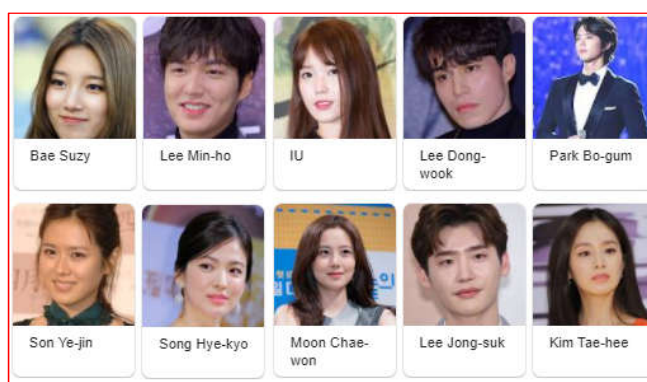 Bae Suzy
Lee Min-ho
IU
Lee Dong-
wook
Park Bo-gum
Son Ye-jin
Song Hye-kyo
Moon Chae-
won
Lee Jong-suk
Kim Tae-hee